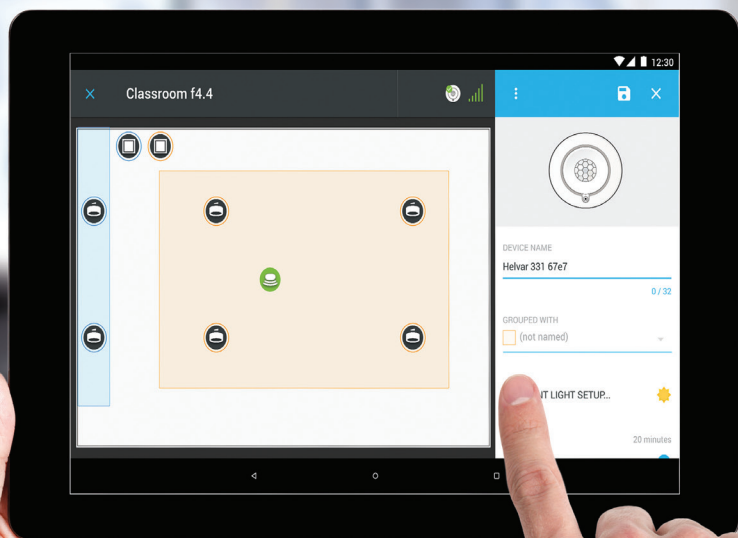 12:30
Classroom f4.4
DEVICE NAME
Helvar 331 67e7
0 / 32
GROUPED WITH
(not named)
NT LIGHT SETUP...
20 minutes